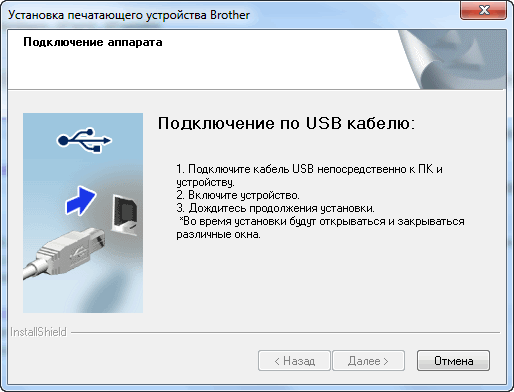 Установка печатающего устройства Brother
Подключение аппарата
Подключение по USB кабелю:
1. Подключите кабель USB непосредственно к ПК и
устройству.
2. Включите устройство.
3. Дождитесь продолжения установки.
*Во время установки будут открываться и закрываться
различные окна.
InstallShield
< Назад
Далее >
Отмена